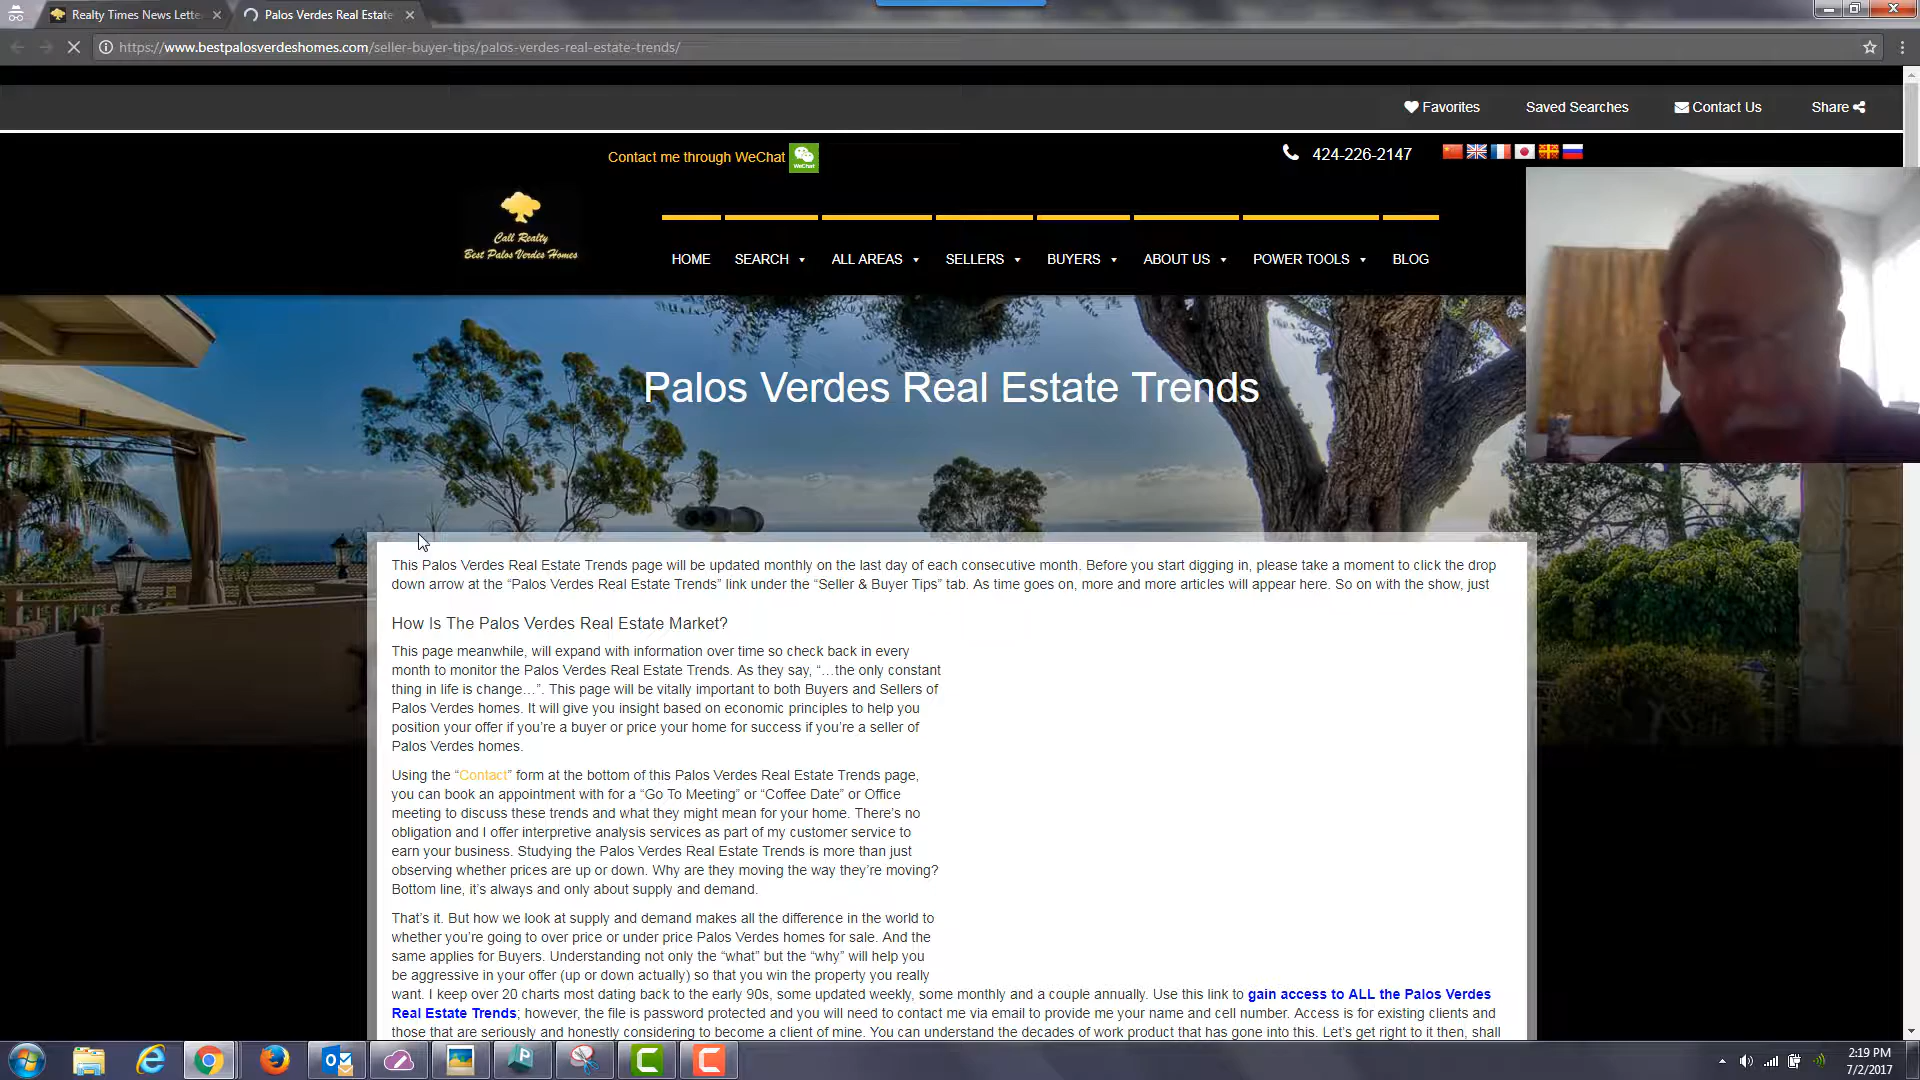 Realty Times News Lette
Palos Verdes Real Estate
https://www.bestpalosverdeshomes.com/seller-buyer-tips/palos-verdes-real-estate-trends/
Favorites
Saved Searches
Contact Us
Share
Contact me through WeChat
WeChat
424-226-2147
Call Realty
Best Palos Verdes Homes
HOME
SEARCH
ALL AREAS
SELLERS
BUYERS
ABOUT US
POWER TOOLS
BLOG
Palos Verdes Real Estate Trends
This Palos Verdes Real Estate Trends page will be updated monthly on the last day of each consecutive month. Before you start digging in, please take a moment to click the drop
down arrow at the “Palos Verdes Real Estate Trends” link under the “Seller & Buyer Tips” tab. As time goes on, more and more articles will appear here. So on with the show, just
How Is The Palos Verdes Real Estate Market?
This page meanwhile, will expand with information over time so check back in every
month to monitor the Palos Verdes Real Estate Trends. As they say, “…the only constant
thing in life is change…”. This page will be vitally important to both Buyers and Sellers of
Palos Verdes homes. It will give you insight based on economic principles to help you
position your offer if you’re a buyer or price your home for success if you’re a seller of
Palos Verdes homes.
Using the “Contact” form at the bottom of this Palos Verdes Real Estate Trends page,
you can book an appointment with for a “Go To Meeting” or “Coffee Date” or Office
meeting to discuss these trends and what they might mean for your home. There’s no
obligation and I offer interpretive analysis services as part of my customer service to
earn your business. Studying the Palos Verdes Real Estate Trends is more than just
observing whether prices are up or down. Why are they moving the way they’re moving?
Bottom line, it’s always and only about supply and demand.
That’s it. But how we look at supply and demand makes all the difference in the world to
whether you’re going to over price or under price Palos Verdes homes for sale. And the
same applies for Buyers. Understanding not only the “what” but the “why” will help you
be aggressive in your offer (up or down actually) so that you win the property you really
want. I keep over 20 charts most dating back to the early 90s, some updated weekly, some monthly and a couple annually. Use this link to gain access to ALL the Palos Verdes
Real Estate Trends; however, the file is password protected and you will need to contact me via email to provide me your name and cell number. Access is for existing clients and
those that are seriously and honestly considering to become a client of mine. You can understand the decades of work product that has gone into this. Let’s get right to it then, shall
2:19 PM
7/2/2017